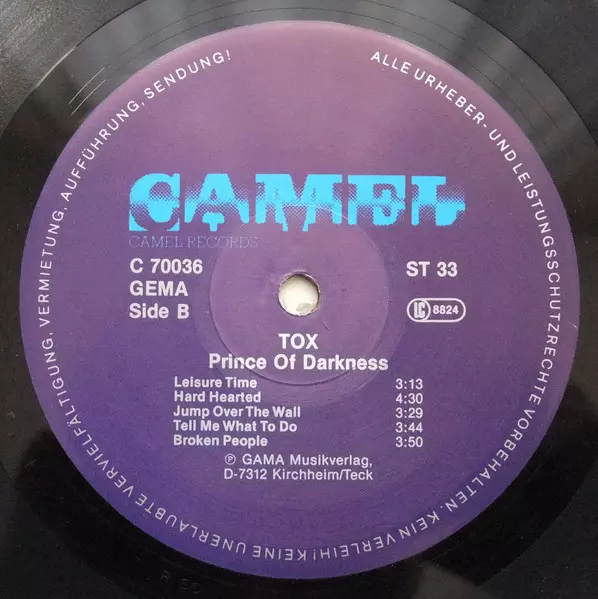 ALLE URHEBER- UND LEISTUNGSSCHUTZRECHTE VORBEHALTEN. KEIN VERLEIH! KEINE UNERLAUBTE VERVIELFÄLTIGUNG, VERMIETUNG, AUFFÜHRUNG, SENDUNG!
CAMEL
CAMEL RECORDS
C 70036 ST 33
GEMA LC 8824
Side B
TOX
Prince Of Darkness
Leisure Time 3:13
Hard Hearted 4:30
Jump Over The Wall 3:29
Tell Me What To Do 3:44
Broken People 3:50
Ⓟ GAMA Musikverlag,
D-7312 Kirchheim/Teck